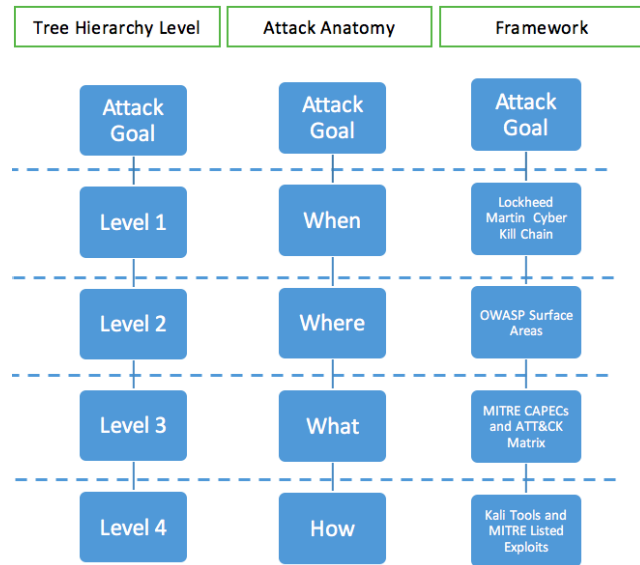 Tree Hierarchy Level
Attack Anatomy
Framework
Attack
Goal
Attack
Goal
Attack
Goal
Level 1
When
Lockheed
Martin Cyber
Kill Chain
Level 2
Where
OWASP Surface
Areas
Level 3
What
MITRE CAPECs
and ATT&CK
Matrix
Level 4
How
Kali Tools and
MITRE Listed
Exploits